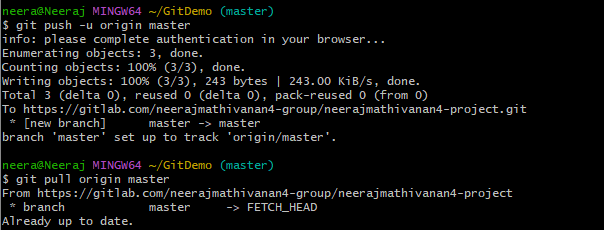 neera@Neeraj MINGW64 ~/GitDemo (master)
$ git push -u origin master
info: please complete authentication in your browser...
Enumerating objects: 3, done.
Counting objects: 100% (3/3), done.
Writing objects: 100% (3/3), 243 bytes | 243.00 KiB/s, done.
Total 3 (delta 0), reused 0 (delta 0), pack-reused 0 (from 0)
To https://gitlab.com/neerajmathivanan4-group/neerajmathivanan4-project.git
 * [new branch]      master -> master
branch 'master' set up to track 'origin/master'.
neera@Neeraj MINGW64 ~/GitDemo (master)
$ git pull origin master
From https://gitlab.com/neerajmathivanan4-group/neerajmathivanan4-project
 * branch            master     -> FETCH_HEAD
Already up to date.